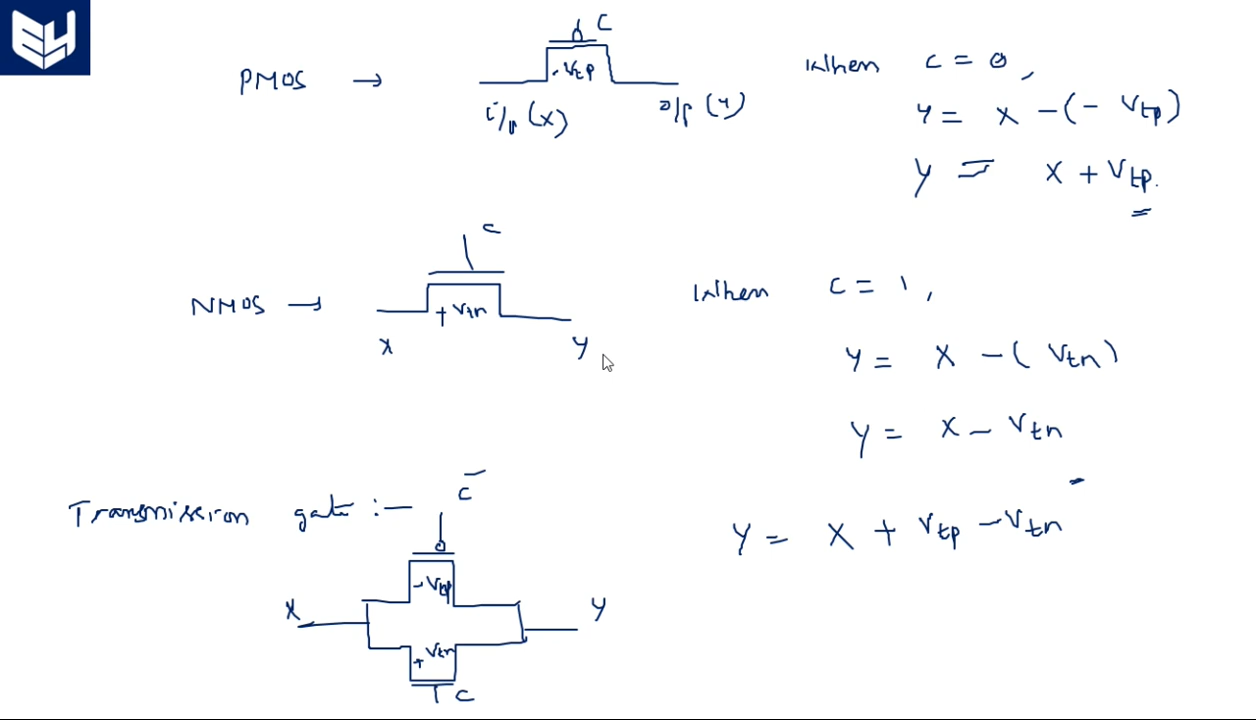 C
PMOS → -Vtp When C = 0,
i/p (x) o/p (y) y = x -(- Vtp)
y = x + Vtp.
C
NMOS → +Vtn When C = 1,
x y y = x -( Vtn)
y = x - Vtn
C̄
Transmission gate :- y = x + Vtp - Vtn
-Vtp
x y
+Vtn
C